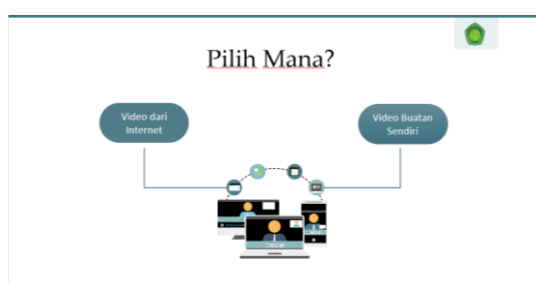 Pilih Mana?
Video dari
Internet
Video Buatan
Sendiri